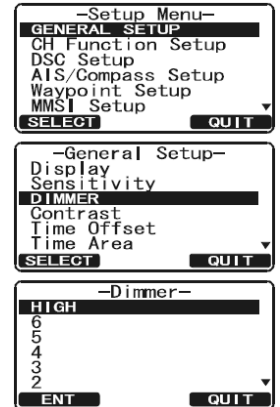 –Setup Menu–
GENERAL SETUP
CH Function Setup
DSC Setup
AIS/Compass Setup
Waypoint Setup
MMSI Setup
SELECT QUIT
–General Setup–
Display
Sensitivity
DIMMER
Contrast
Time Offset
Time Area
SELECT QUIT
–Dimmer–
HIGH
6
5
4
3
2
ENT QUIT